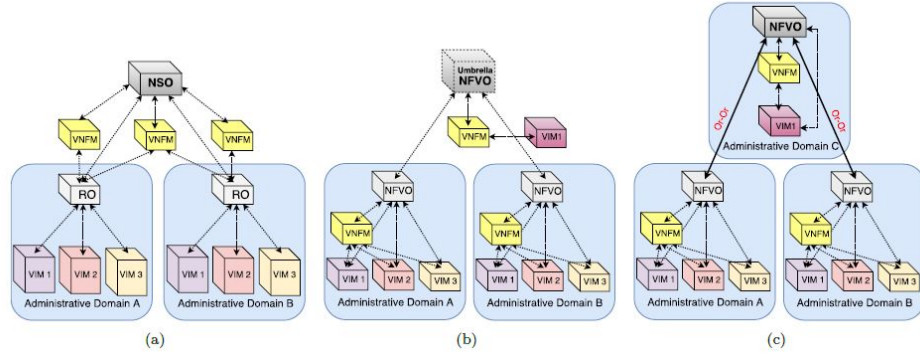 NSO
VNFM
VNFM
VNFM
RO
RO
VIM 1
VIM 2
VIM 3
VIM 1
VIM 2
VIM 3
Administrative Domain A
Administrative Domain B
(a)
Umbrella
NFVO
VNFM
VIM1
NFVO
NFVO
VNFM
VNFM
VIM 1
VIM 2
VIM 3
VIM 1
VIM 2
VIM 3
Administrative Domain A
Administrative Domain B
(b)
NFVO
VNFM
VIM1
Administrative Domain C
Or-Or
Or-Or
NFVO
NFVO
VNFM
VNFM
VIM 1
VIM 2
VIM 3
VIM 1
VIM 2
VIM 3
Administrative Domain A
Administrative Domain B
(c)